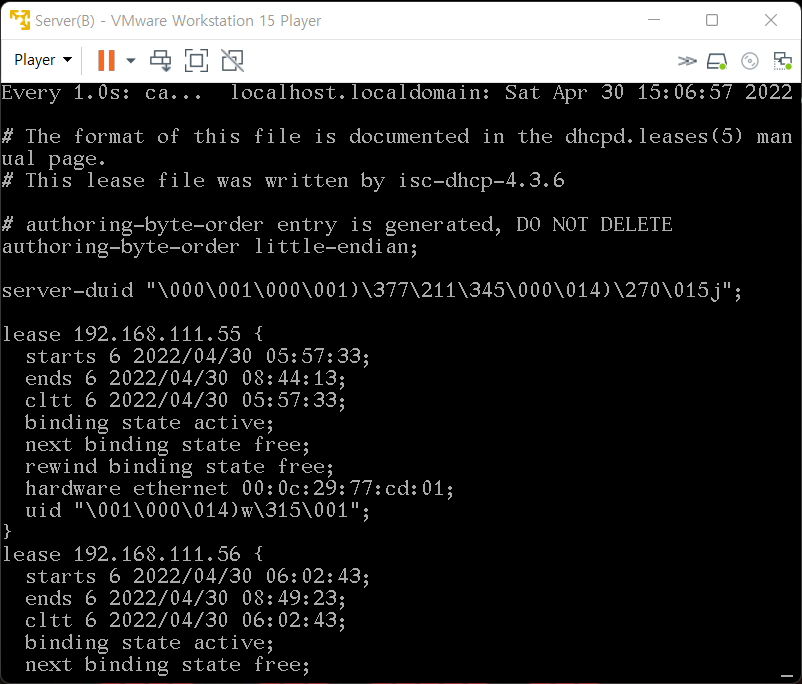 Server(B) - VMware Workstation 15 Player
Player
Every 1.0s: ca...  localhost.localdomain: Sat Apr 30 15:06:57 2022
# The format of this file is documented in the dhcpd.leases(5) man
ual page.
# This lease file was written by isc-dhcp-4.3.6
# authoring-byte-order entry is generated, DO NOT DELETE
authoring-byte-order little-endian;
server-duid "\000\001\000\001)\377\211\345\000\014)\270\015j";
lease 192.168.111.55 {
  starts 6 2022/04/30 05:57:33;
  ends 6 2022/04/30 08:44:13;
  cltt 6 2022/04/30 05:57:33;
  binding state active;
  next binding state free;
  rewind binding state free;
  hardware ethernet 00:0c:29:77:cd:01;
  uid "\001\000\014)w\315\001";
}
lease 192.168.111.56 {
  starts 6 2022/04/30 06:02:43;
  ends 6 2022/04/30 08:49:23;
  cltt 6 2022/04/30 06:02:43;
  binding state active;
  next binding state free;